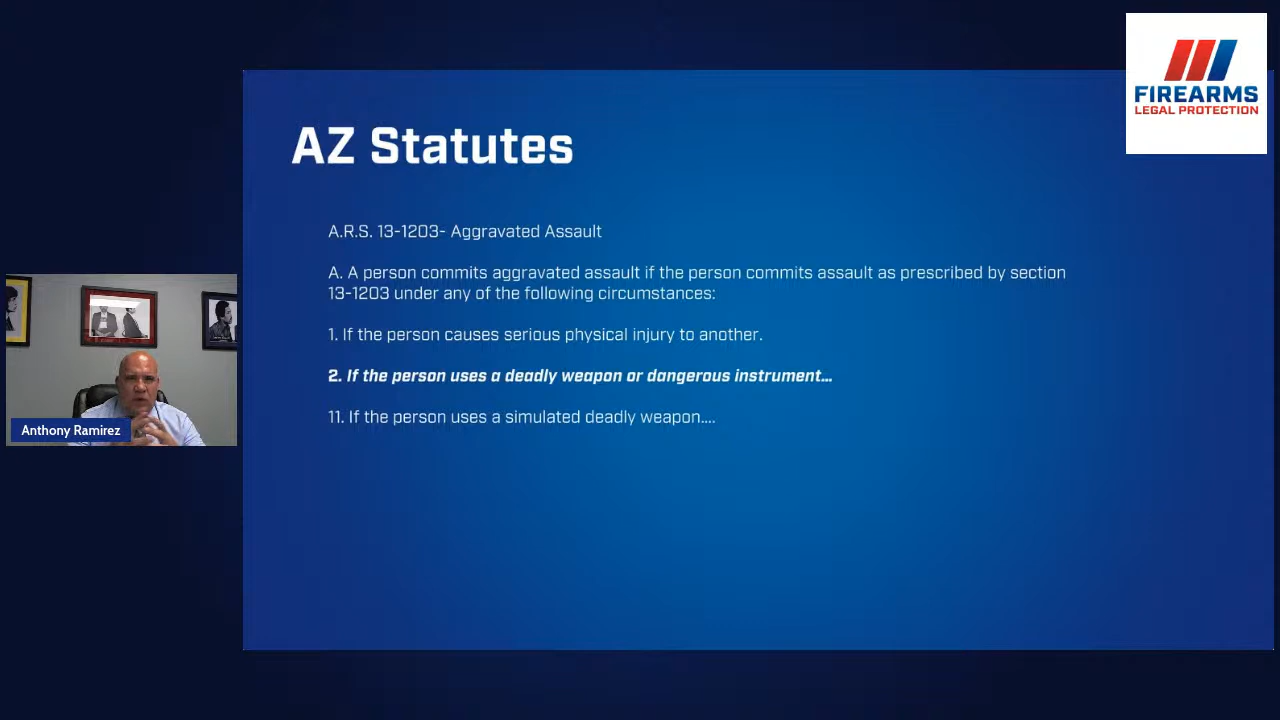 FIREARMS
LEGAL PROTECTION
AZ Statutes
A.R.S. 13-1203- Aggravated Assault
A. A person commits aggravated assault if the person commits assault as prescribed by section
13-1203 under any of the following circumstances:
1. If the person causes serious physical injury to another.
2. If the person uses a deadly weapon or dangerous instrument...
11. If the person uses a simulated deadly weapon....
Anthony Ramirez